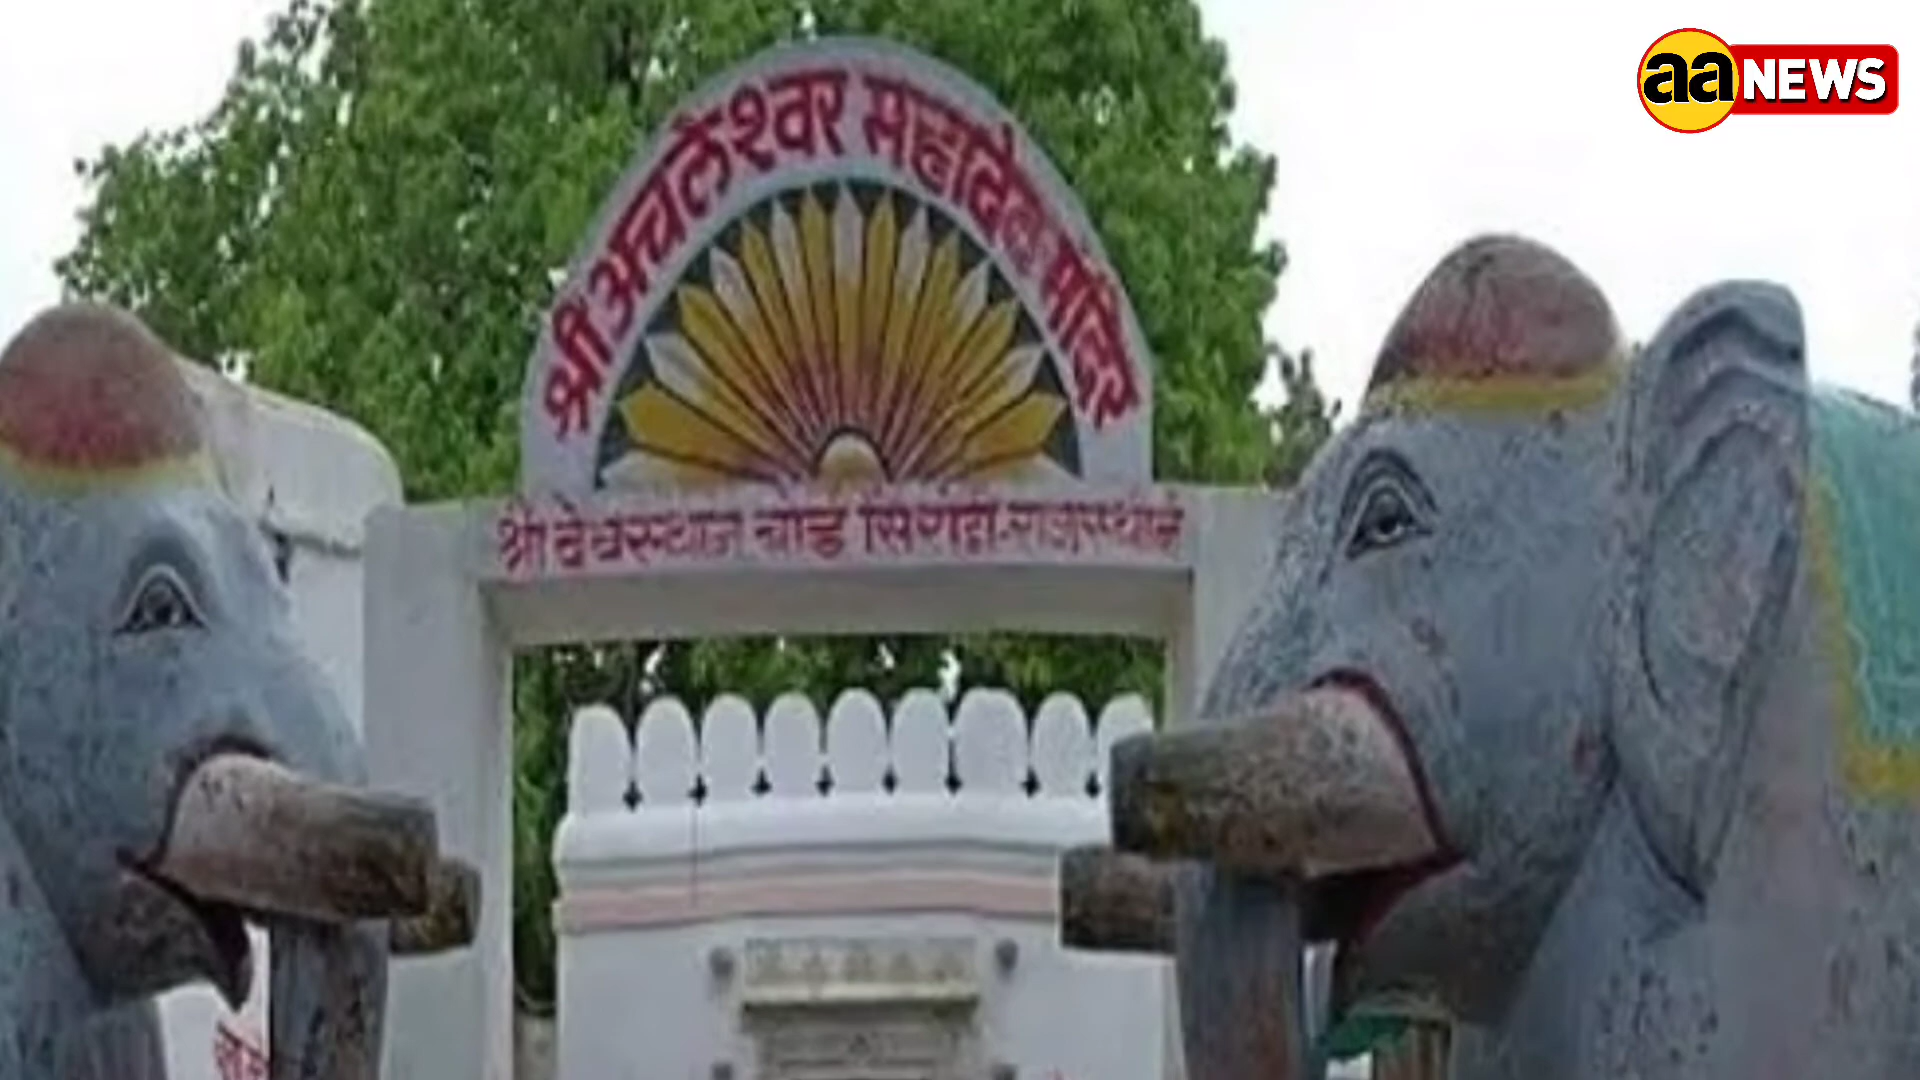 aa NEWS
श्री अचलेश्वर महादेव मंदिर
श्री देवस्थान बोर्ड सिरोही-राजस्थान